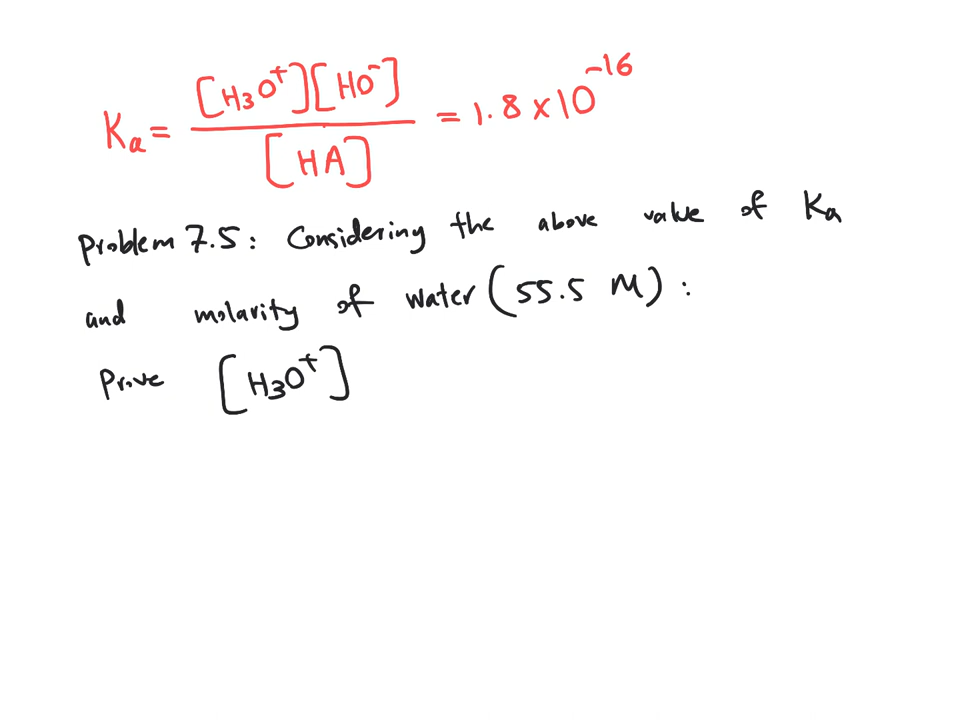 Ka = [H₃O⁺][HO⁻] / [HA] = 1.8 × 10⁻¹⁶
Problem 7.5: Considering the above value of Ka
and molarity of water (55.5 M) :
Prove [H₃O⁺]